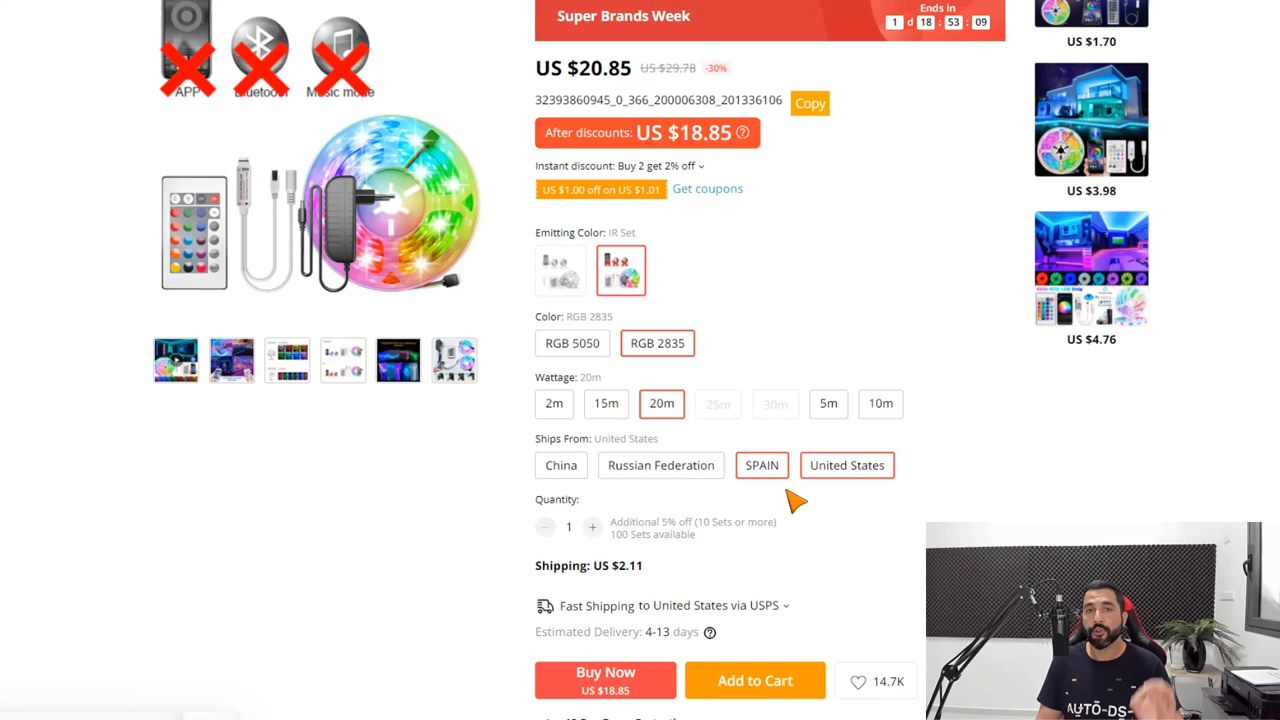 Super Brands Week
Ends in
1 d 18 : 53 : 09
APP
Bluetooth
Music mode
US $20.85 US $29.78 -30%
32393860945_0_366_200006308_201336106 Copy
After discounts: US $18.85 ?
Instant discount: Buy 2 get 2% off
US $1.00 off on US $1.01 Get coupons
Emitting Color: IR Set
Color: RGB 2835
RGB 5050 RGB 2835
Wattage: 20m
2m 15m 20m 25m 30m 5m 10m
Ships From: United States
China Russian Federation SPAIN United States
Quantity:
− 1 + Additional 5% off (10 Sets or more)
100 Sets available
Shipping: US $2.11
Fast Shipping to United States via USPS
Estimated Delivery: 4-13 days ?
Buy Now
US $18.85
Add to Cart
14.7K
US $1.70
US $3.98
US $4.76
AUTO-DS